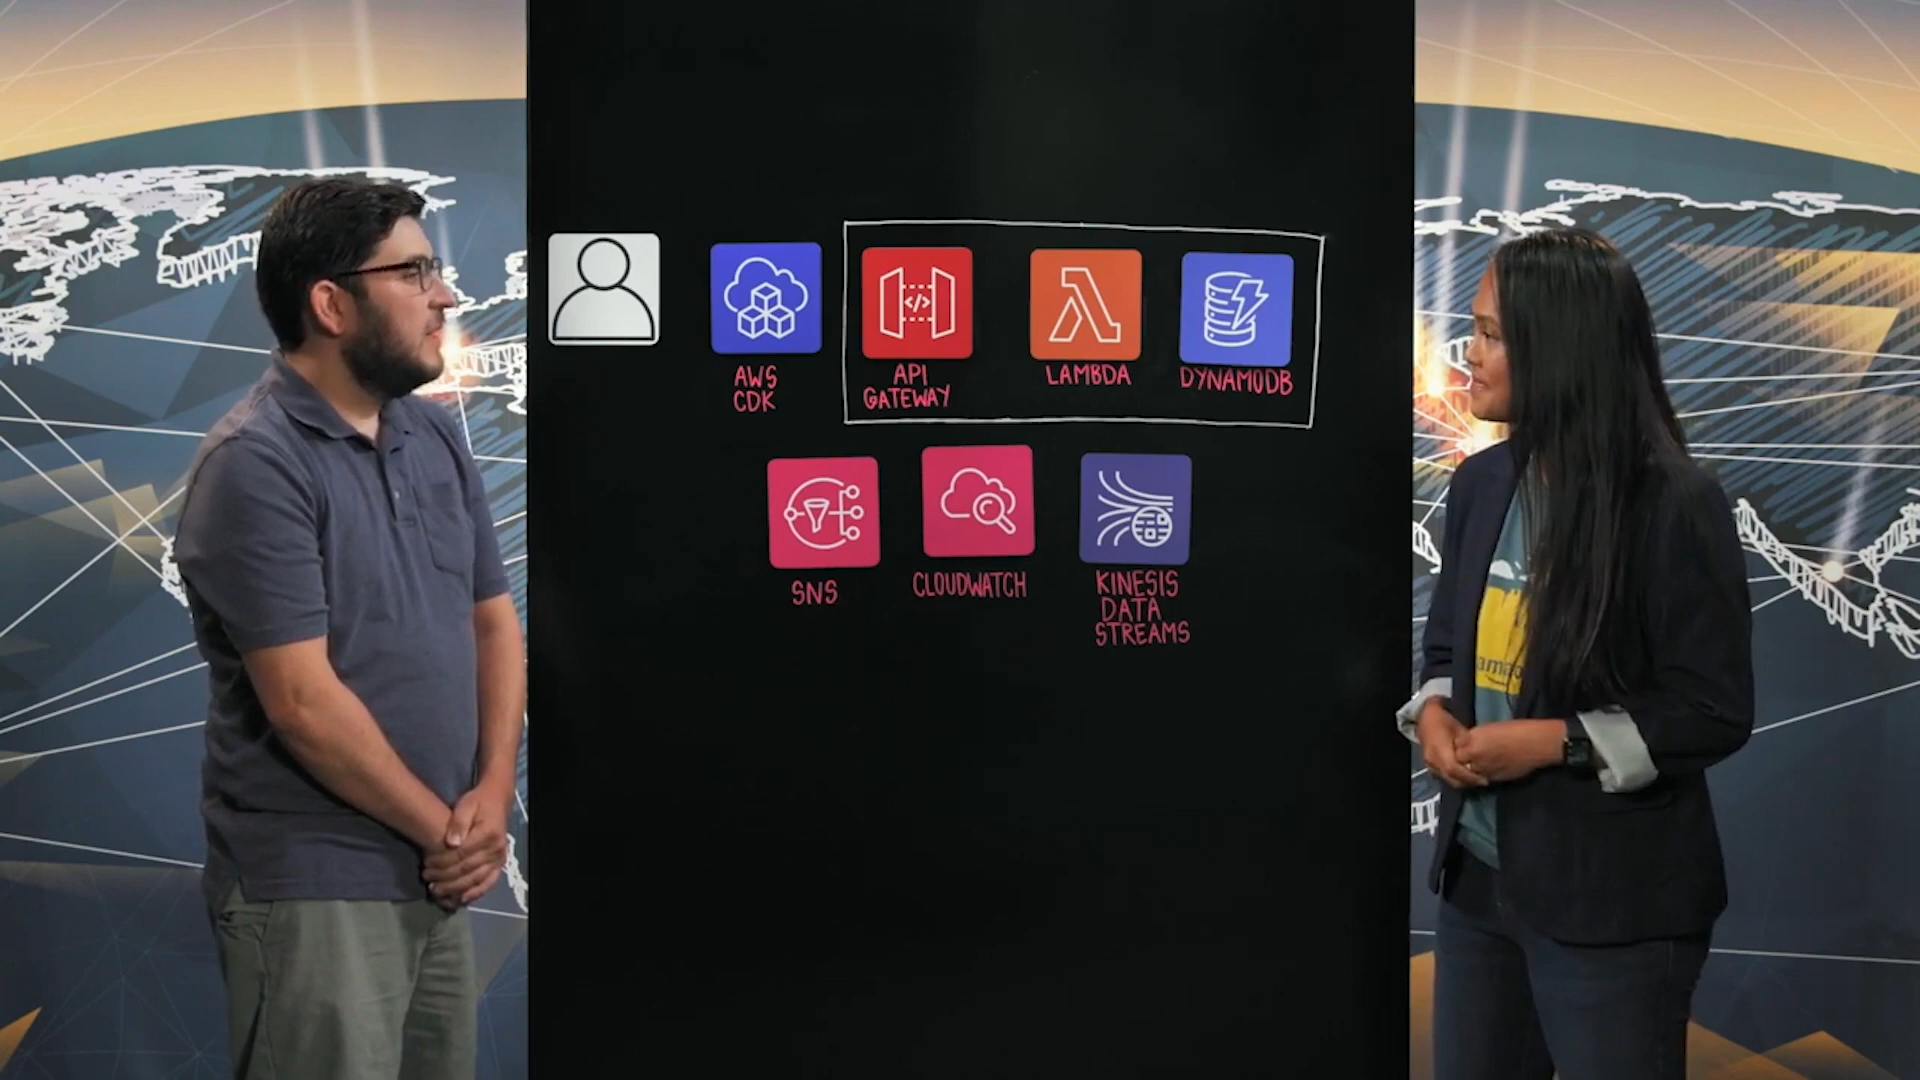 AWS
CDK
API
GATEWAY
LAMBDA
DYNAMODB
SNS
CLOUDWATCH
KINESIS
DATA
STREAMS